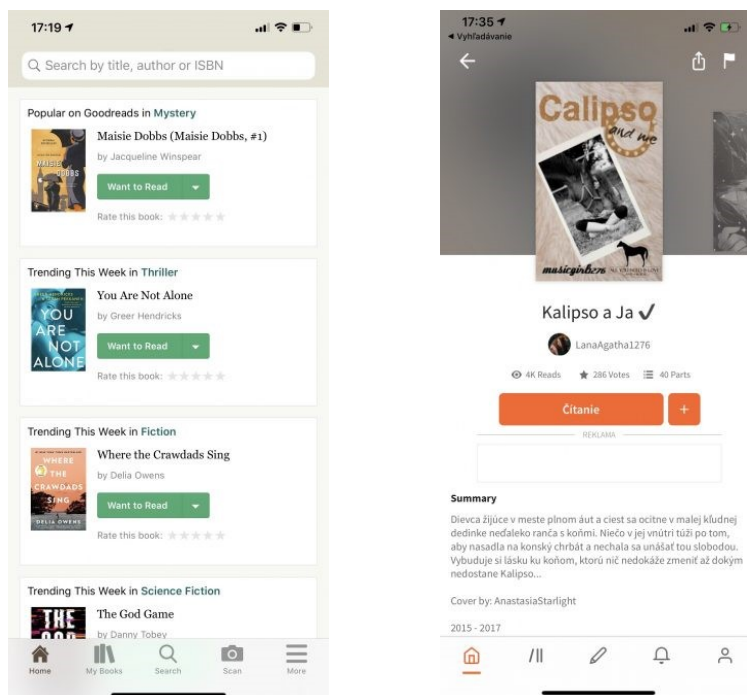 17:19
Search by title, author or ISBN
Popular on Goodreads in Mystery
MAISIE
DOBBS
Maisie Dobbs (Maisie Dobbs, #1)
by Jacqueline Winspear
Want to Read
Rate this book:
Trending This Week in Thriller
YOU
ARE
NOT
ALONE
You Are Not Alone
by Greer Hendricks
Want to Read
Rate this book:
Trending This Week in Fiction
WHERE
THE
CRAWDADS
SING
DELIA OWENS
Where the Crawdads Sing
by Delia Owens
Want to Read
Rate this book:
Trending This Week in Science Fiction
THE
GOD
The God Game
by Danny Tobey
Home
My Books
Search
Scan
More
17:35
Vyhľadávanie
Calipso
and me
musicgirl1276
Kalipso a Ja ✓
LanaAgatha1276
4K Reads 286 Votes 40 Parts
Čítanie +
REKLAMA
Summary
Dievca žijúce v meste plnom áut a ciest sa ocitne v malej kľudnej
dedinke neďaleko ranča s koňmi. Niečo v jej vnútri túži po tom,
aby nasadla na konský chrbát a nechala sa unášať tou slobodou.
Vybuduje si lásku ku koňom, ktorú nič nedokáže zmeniť až dokým
nedostane Kalipso...
Cover by: AnastasiaStarlight
2015 - 2017